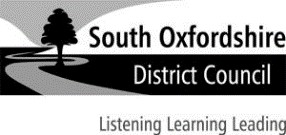 South Oxfordshire
District Council
Listening Learning Leading